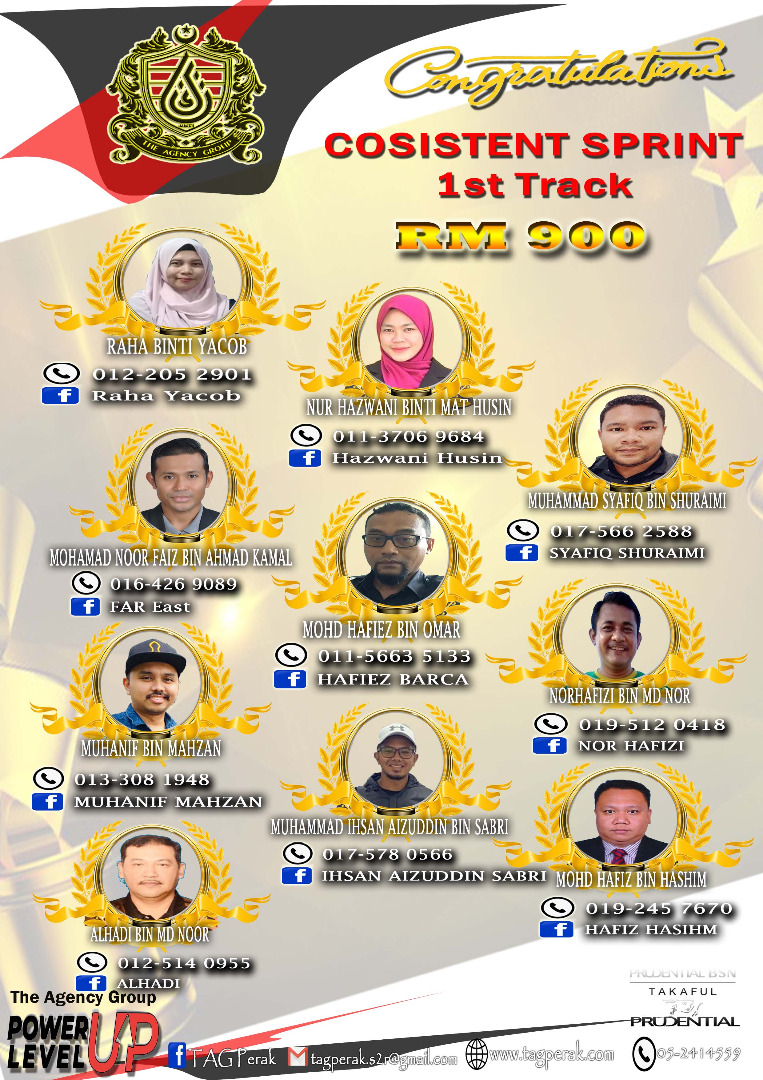 THE AGENCY GROUP
Congratulations
COSISTENT SPRINT
1st Track
RM 900
RAHA BINTI YACOB
012-205 2901
f Raha Yacob
NUR HAZWANI BINTI MAT HUSIN
011-3706 9684
f Hazwani Husin
MUHAMMAD SYAFIQ BIN SHURAIMI
017-566 2588
f SYAFIQ SHURAIMI
MOHAMAD NOOR FAIZ BIN AHMAD KAMAL
016-426 9089
f FAR East
MOHD HAFIEZ BIN OMAR
011-5663 5133
f HAFIEZ BARCA
NORHAFIZI BIN MD NOR
019-512 0418
f NOR HAFIZI
MUHANIF BIN MAHZAN
013-308 1948
f MUHANIF MAHZAN
MUHAMMAD IHSAN AIZUDDIN BIN SABRI
017-578 0566
f IHSAN AIZUDDIN SABRI
MOHD HAFIZ BIN HASHIM
019-245 7670
f HAFIZ HASIHM
ALHADI BIN MD NOOR
012-514 0955
f ALHADI
The Agency Group
POWER UP
LEVEL
f TAGPerak
tagperak.s2r@gmail.com
www.tagperak.com
05-2414559
PRUDENTIAL BSN
TAKAFUL
PRUDENTIAL